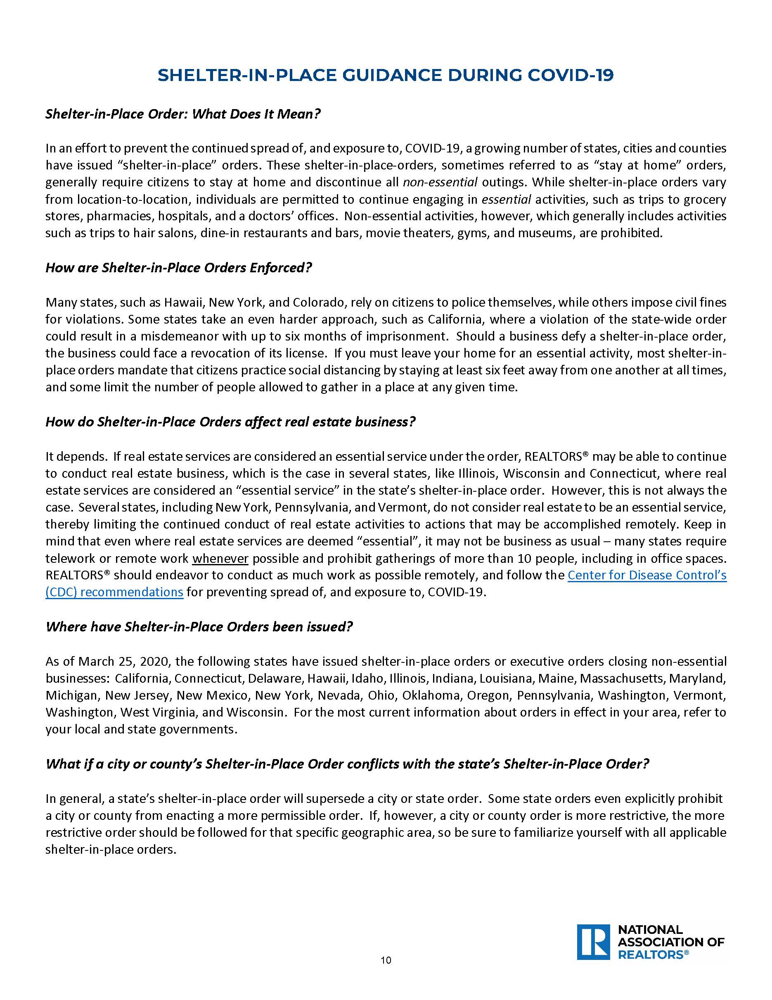 SHELTER-IN-PLACE GUIDANCE DURING COVID-19
Shelter-in-Place Order: What Does It Mean?
In an effort to prevent the continued spread of, and exposure to, COVID-19, a growing number of states, cities and counties
have issued “shelter-in-place” orders. These shelter-in-place-orders, sometimes referred to as “stay at home” orders,
generally require citizens to stay at home and discontinue all non-essential outings. While shelter-in-place orders vary
from location-to-location, individuals are permitted to continue engaging in essential activities, such as trips to grocery
stores, pharmacies, hospitals, and a doctors’ offices. Non-essential activities, however, which generally includes activities
such as trips to hair salons, dine-in restaurants and bars, movie theaters, gyms, and museums, are prohibited.
How are Shelter-in-Place Orders Enforced?
Many states, such as Hawaii, New York, and Colorado, rely on citizens to police themselves, while others impose civil fines
for violations. Some states take an even harder approach, such as California, where a violation of the state-wide order
could result in a misdemeanor with up to six months of imprisonment. Should a business defy a shelter-in-place order,
the business could face a revocation of its license. If you must leave your home for an essential activity, most shelter-in-
place orders mandate that citizens practice social distancing by staying at least six feet away from one another at all times,
and some limit the number of people allowed to gather in a place at any given time.
How do Shelter-in-Place Orders affect real estate business?
It depends. If real estate services are considered an essential service under the order, REALTORS® may be able to continue
to conduct real estate business, which is the case in several states, like Illinois, Wisconsin and Connecticut, where real
estate services are considered an “essential service” in the state’s shelter-in-place order. However, this is not always the
case. Several states, including New York, Pennsylvania, and Vermont, do not consider real estate to be an essential service,
thereby limiting the continued conduct of real estate activities to actions that may be accomplished remotely. Keep in
mind that even where real estate services are deemed “essential”, it may not be business as usual – many states require
telework or remote work whenever possible and prohibit gatherings of more than 10 people, including in office spaces.
REALTORS® should endeavor to conduct as much work as possible remotely, and follow the Center for Disease Control’s
(CDC) recommendations for preventing spread of, and exposure to, COVID-19.
Where have Shelter-in-Place Orders been issued?
As of March 25, 2020, the following states have issued shelter-in-place orders or executive orders closing non-essential
businesses: California, Connecticut, Delaware, Hawaii, Idaho, Illinois, Indiana, Louisiana, Maine, Massachusetts, Maryland,
Michigan, New Jersey, New Mexico, New York, Nevada, Ohio, Oklahoma, Oregon, Pennsylvania, Washington, Vermont,
Washington, West Virginia, and Wisconsin. For the most current information about orders in effect in your area, refer to
your local and state governments.
What if a city or county’s Shelter-in-Place Order conflicts with the state’s Shelter-in-Place Order?
In general, a state’s shelter-in-place order will supersede a city or state order. Some state orders even explicitly prohibit
a city or county from enacting a more permissible order. If, however, a city or county order is more restrictive, the more
restrictive order should be followed for that specific geographic area, so be sure to familiarize yourself with all applicable
shelter-in-place orders.
NATIONAL
ASSOCIATION OF
REALTORS®
10